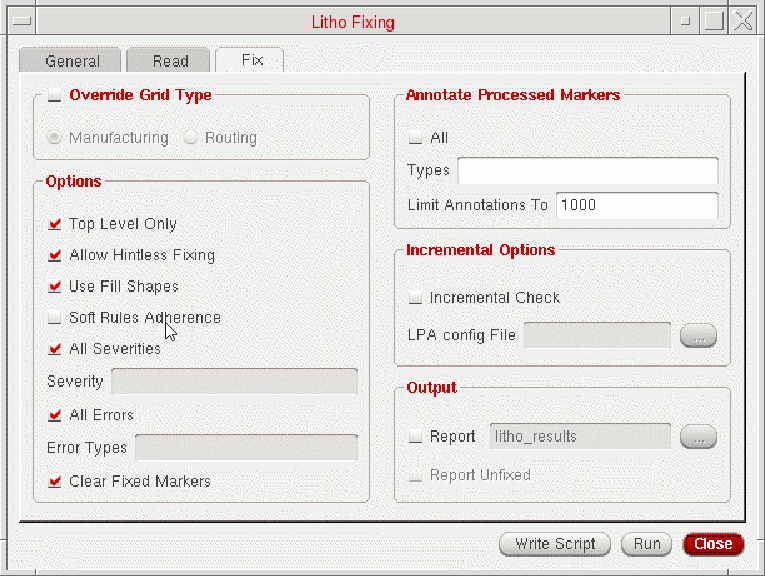 Litho Fixing
General
Read
Fix
Override Grid Type
Manufacturing
Routing
Options
Top Level Only
Allow Hintless Fixing
Use Fill Shapes
Soft Rules Adherence
All Severities
Severity
All Errors
Error Types
Clear Fixed Markers
Annotate Processed Markers
All
Types
Limit Annotations To 1000
Incremental Options
Incremental Check
LPA config File ...
Output
Report litho_results ...
Report Unfixed
Write Script
Run
Close